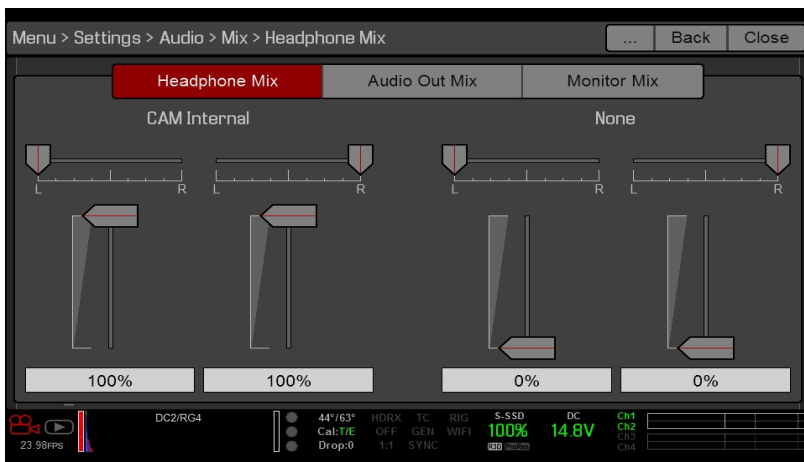 Menu > Settings > Audio > Mix > Headphone Mix ... Back Close
Headphone Mix Audio Out Mix Monitor Mix
CAM Internal None
L R L R L R L R
100% 100% 0% 0%
DC2/RG4 44°/63° HDRX TC RIG S-SSD DC Ch1
Cal:T/E OFF GEN WIFI 100% 14.8V Ch2
23.98FPS Drop:0 1:1 SYNC R3D ProRes Ch3
Ch4